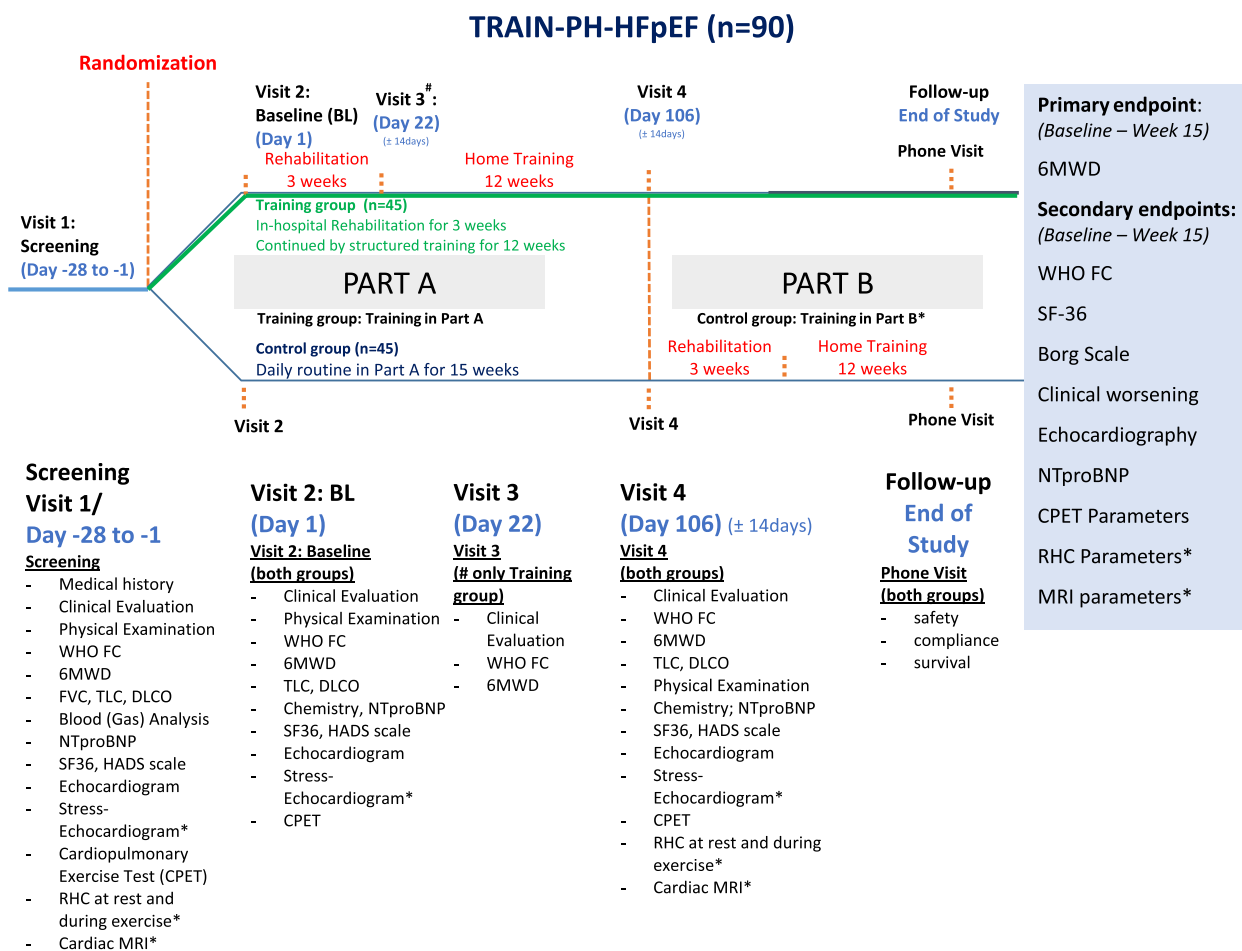 TRAIN-PH-HFpEF (n=90)
Randomization
Visit 2:
Baseline (BL)
(Day 1)
Visit 3#:
(Day 22)
(± 14days)
Visit 4
(Day 106)
(± 14days)
Follow-up
End of Study
Phone Visit
Rehabilitation
3 weeks
Home Training
12 weeks
Visit 1:
Screening
(Day -28 to -1)
Training group (n=45)
In-hospital Rehabilitation for 3 weeks
Continued by structured training for 12 weeks
PART A
PART B
Training group: Training in Part A
Control group: Training in Part B*
Control group (n=45)
Daily routine in Part A for 15 weeks
Rehabilitation
3 weeks
Home Training
12 weeks
Visit 2
Visit 4
Phone Visit
Primary endpoint:
(Baseline – Week 15)
6MWD
Secondary endpoints:
(Baseline – Week 15)
WHO FC
SF-36
Borg Scale
Clinical worsening
Echocardiography
NTproBNP
CPET Parameters
RHC Parameters*
MRI parameters*
Screening
Visit 1/
Day -28 to -1
Screening
- Medical history
- Clinical Evaluation
- Physical Examination
- WHO FC
- 6MWD
- FVC, TLC, DLCO
- Blood (Gas) Analysis
- NTproBNP
- SF36, HADS scale
- Echocardiogram
- Stress-
Echocardiogram*
- Cardiopulmonary
Exercise Test (CPET)
- RHC at rest and
during exercise*
- Cardiac MRI*
Visit 2: BL
(Day 1)
Visit 2: Baseline
(both groups)
- Clinical Evaluation
- Physical Examination
- WHO FC
- 6MWD
- TLC, DLCO
- Chemistry, NTproBNP
- SF36, HADS scale
- Echocardiogram
- Stress-
Echocardiogram*
- CPET
Visit 3
(Day 22)
Visit 3
(# only Training
group)
- Clinical
Evaluation
- WHO FC
- 6MWD
Visit 4
(Day 106) (± 14days)
Visit 4
(both groups)
- Clinical Evaluation
- WHO FC
- 6MWD
- TLC, DLCO
- Physical Examination
- Chemistry; NTproBNP
- SF36, HADS scale
- Echocardiogram
- Stress-
Echocardiogram*
- CPET
- RHC at rest and during
exercise*
- Cardiac MRI*
Follow-up
End of
Study
Phone Visit
(both groups)
- safety
- compliance
- survival